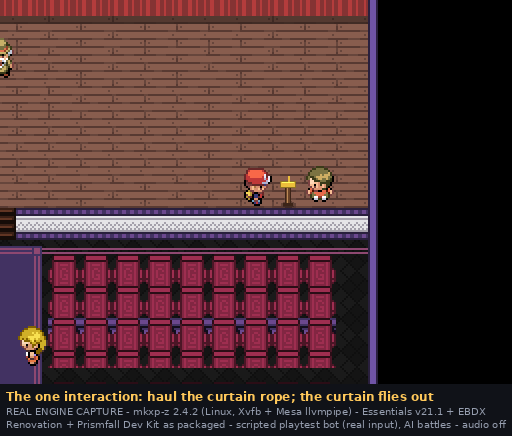 The one interaction: haul the curtain rope; the curtain flies out
REAL ENGINE CAPTURE - mkxp-z 2.4.2 (Linux, Xvfb + Mesa llvmpipe) - Essentials v21.1 + EBDX
Renovation + Prismfall Dev Kit as packaged - scripted playtest bot (real input), AI battles - audio off